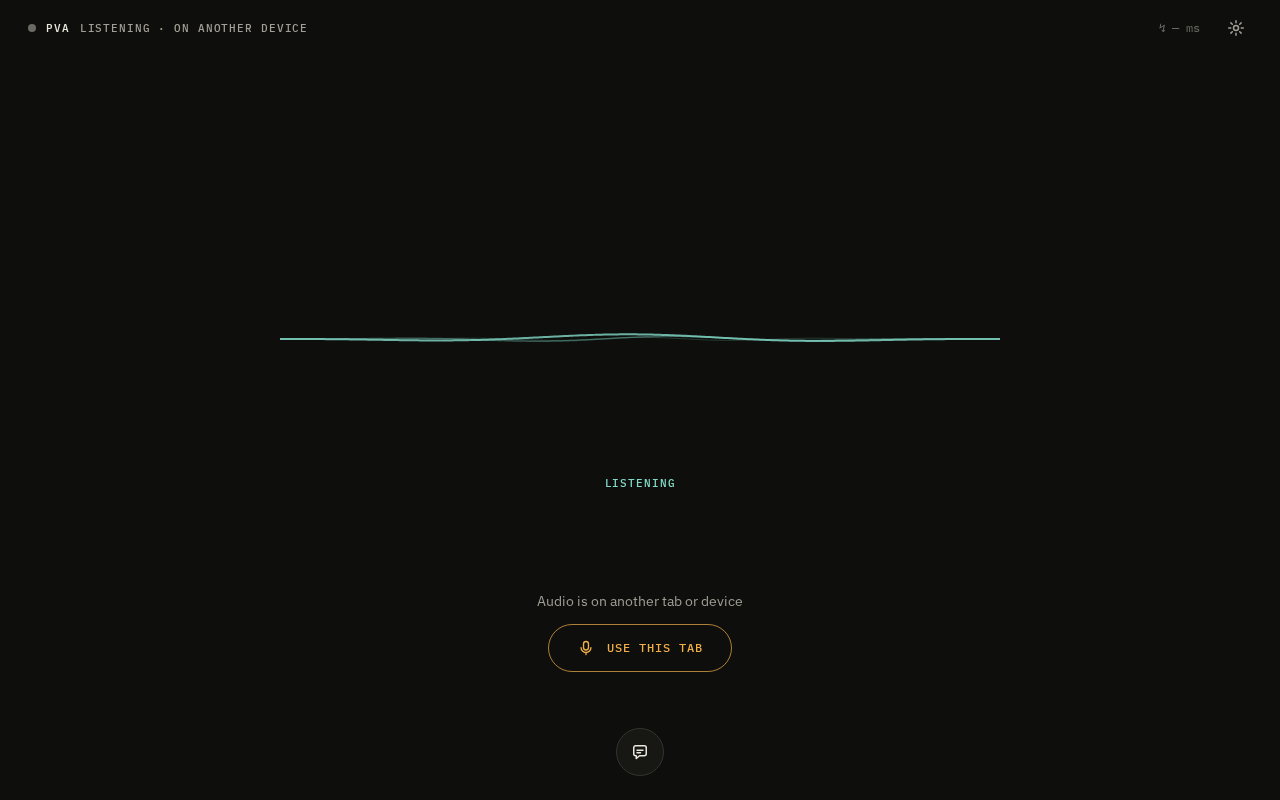 PVA LISTENING · ON ANOTHER DEVICE
↯ — ms
LISTENING
Audio is on another tab or device
USE THIS TAB